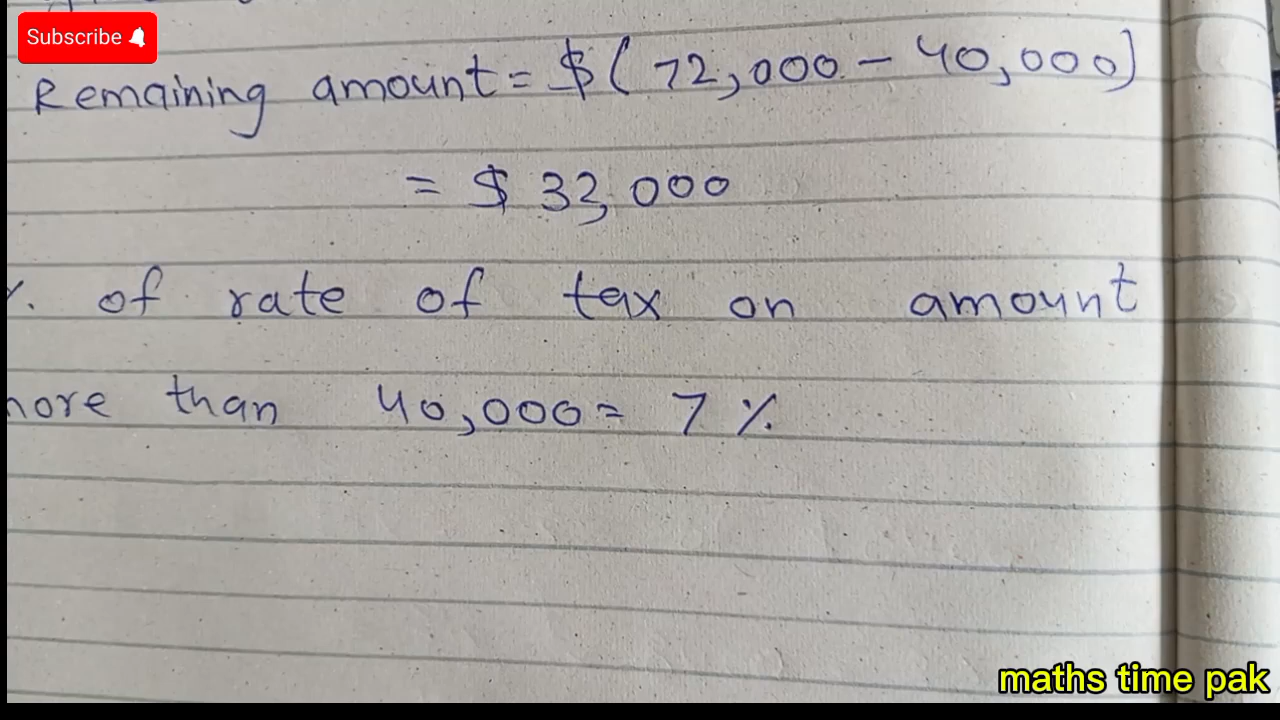 Subscribe
Remaining amount = $ ( 72,000 - 40,000)
= $ 32,000
%. of rate of tax on amount
more than 40,000 = 7 %
maths time pak